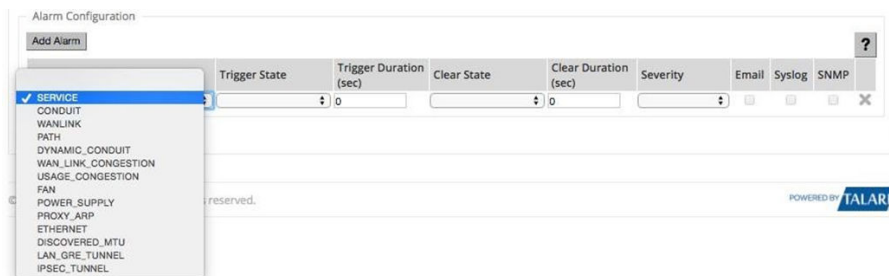 Alarm Configuration
Add Alarm
?
Trigger State
Trigger Duration (sec)
Clear State
Clear Duration (sec)
Severity
Email
Syslog
SNMP
✓ SERVICE
0
0
CONDUIT
WANLINK
PATH
DYNAMIC_CONDUIT
WAN_LINK_CONGESTION
USAGE_CONGESTION
FAN
POWER_SUPPLY
PROXY_ARP
ETHERNET
DISCOVERED_MTU
LAN_GRE_TUNNEL
IPSEC_TUNNEL
©
reserved.
POWERED BY TALARI